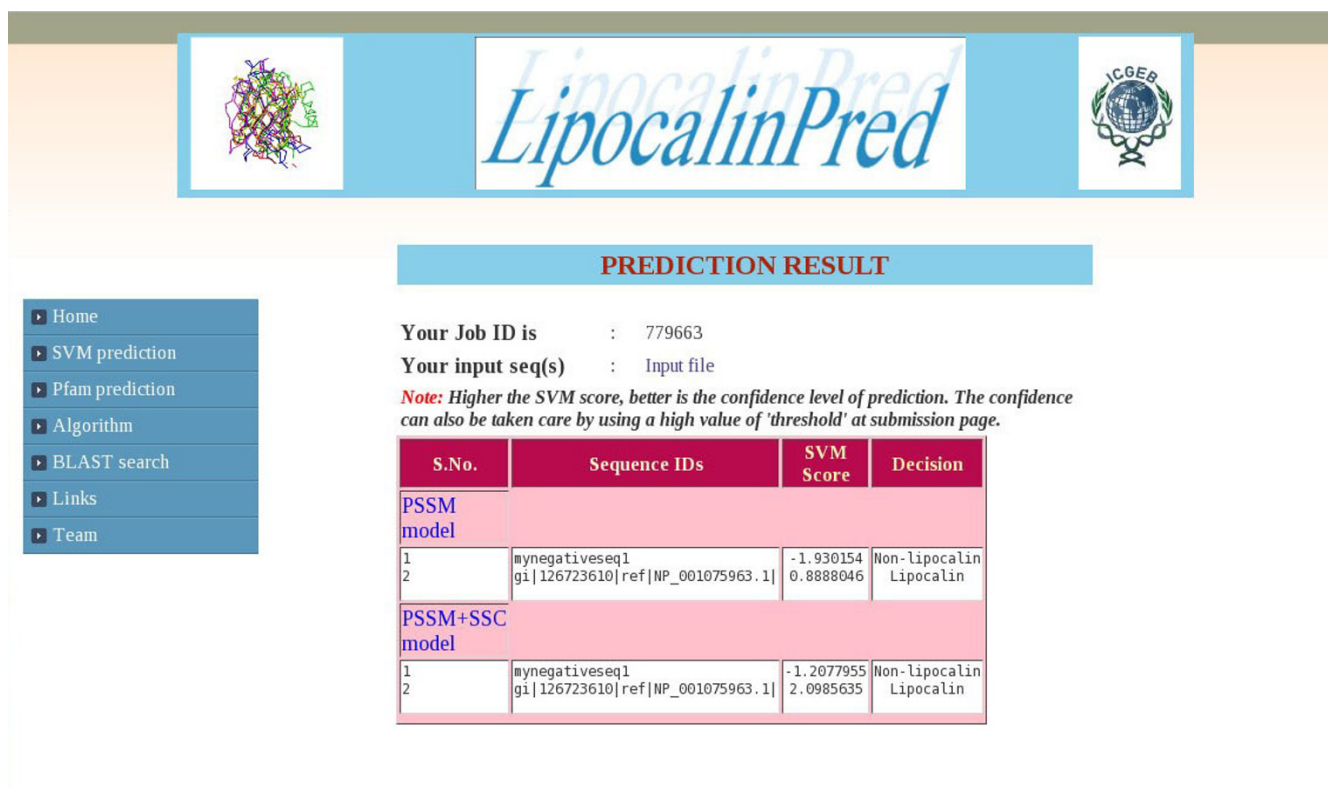 LipocalinPred
LipocalinPred
ICGEB
PREDICTION RESULT
Home
SVM prediction
Pfam prediction
Algorithm
BLAST search
Links
Team
Your Job ID is : 779663
Your input seq(s) : Input file
Note: Higher the SVM score, better is the confidence level of prediction. The confidence
can also be taken care by using a high value of 'threshold' at submission page.
S.No. Sequence IDs SVM Score Decision
PSSM
model
1 mynegativeseq1 -1.930154 Non-lipocalin
2 gi|126723610|ref|NP_001075963.1| 0.8888046 Lipocalin
PSSM+SSC
model
1 mynegativeseq1 -1.2077955 Non-lipocalin
2 gi|126723610|ref|NP_001075963.1| 2.0985635 Lipocalin